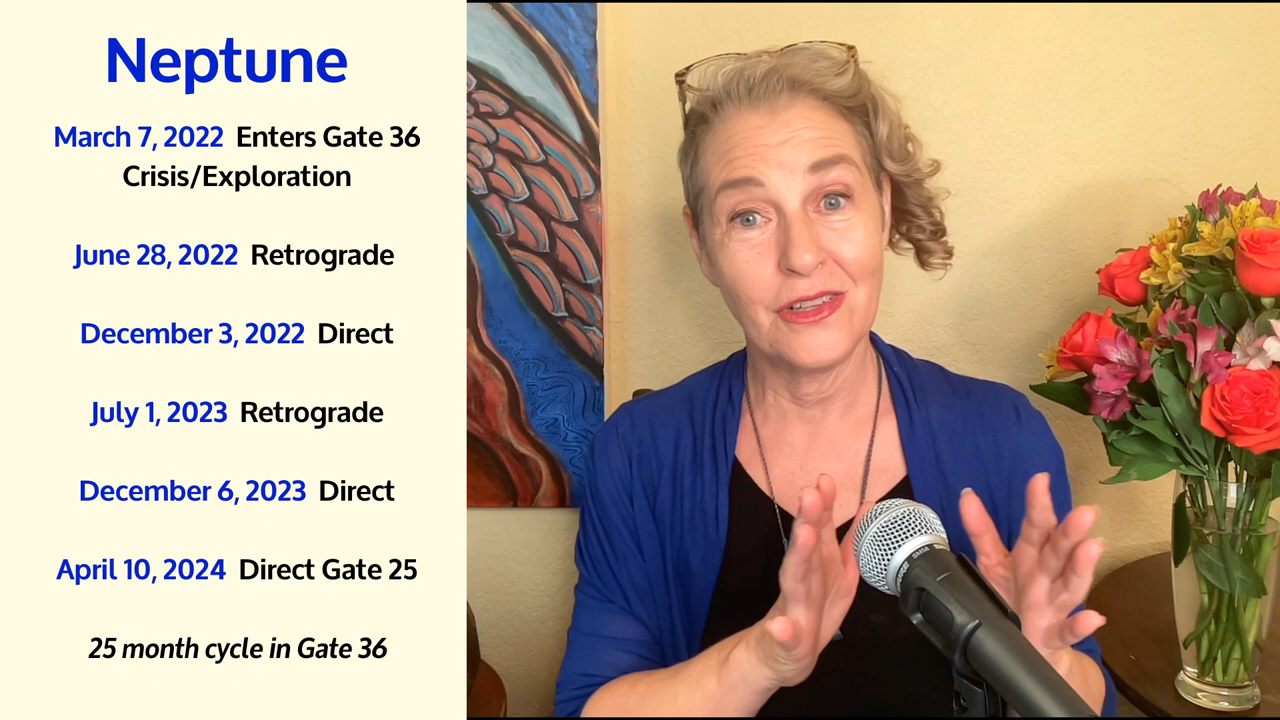 Neptune
March 7, 2022 Enters Gate 36
Crisis/Exploration
June 28, 2022 Retrograde
December 3, 2022 Direct
July 1, 2023 Retrograde
December 6, 2023 Direct
April 10, 2024 Direct Gate 25
25 month cycle in Gate 36
SM58